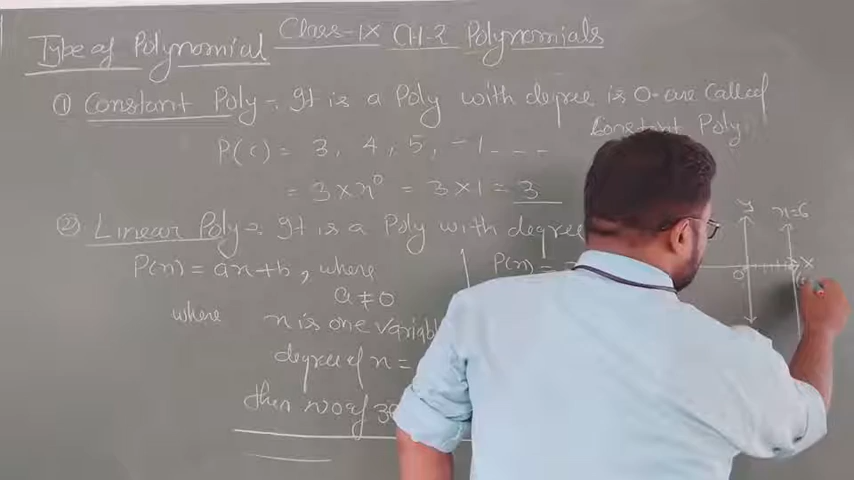 Class-IX CH-2 Polynomials
Type of Polynomial
① Constant Poly:- It is a Poly with degree is 0 are Called
Constant Poly.
P(c) = 3, 4, 5, -1 ....
= 3×x⁰ = 3×1 = 3
② Linear Poly:- It is a Poly with degree
P(n) = an+b, where
a≠0
where n is one variabl
degree of n =
then No of
P(n) =
y
n=6
0
X